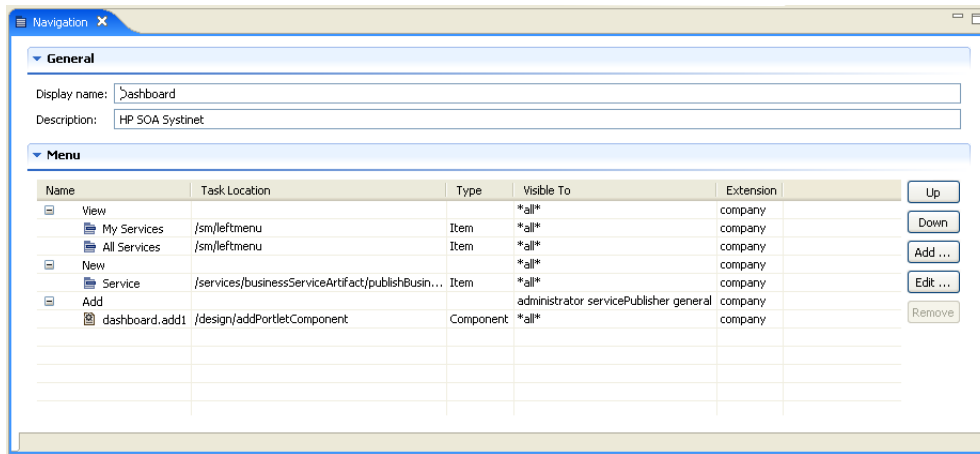 Navigation
General
Display name: Dashboard
Description: HP SOA Systinet
Menu
Name Task Location Type Visible To Extension
View *all* company
My Services /sm/leftmenu Item *all* company
All Services /sm/leftmenu Item *all* company
New *all* company
Service /services/businessServiceArtifact/publishBusin... Item *all* company
Add administrator servicePublisher general company
dashboard.add1 /design/addPortletComponent Component *all* company
Up
Down
Add ...
Edit ...
Remove